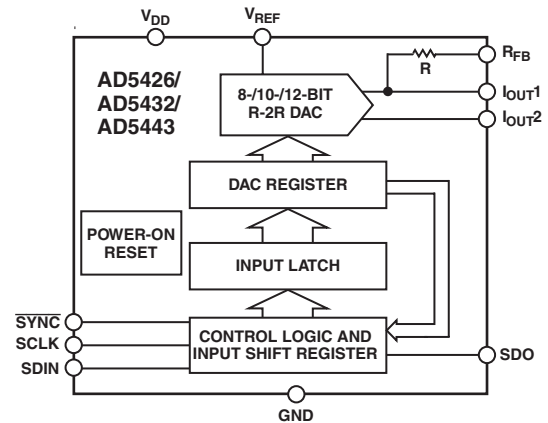 VDD
VREF
RFB
R
AD5426/
AD5432/
AD5443
8-/10-/12-BIT
R-2R DAC
IOUT1
IOUT2
DAC REGISTER
POWER-ON
RESET
INPUT LATCH
SYNC
SCLK
SDIN
CONTROL LOGIC AND
INPUT SHIFT REGISTER
SDO
GND